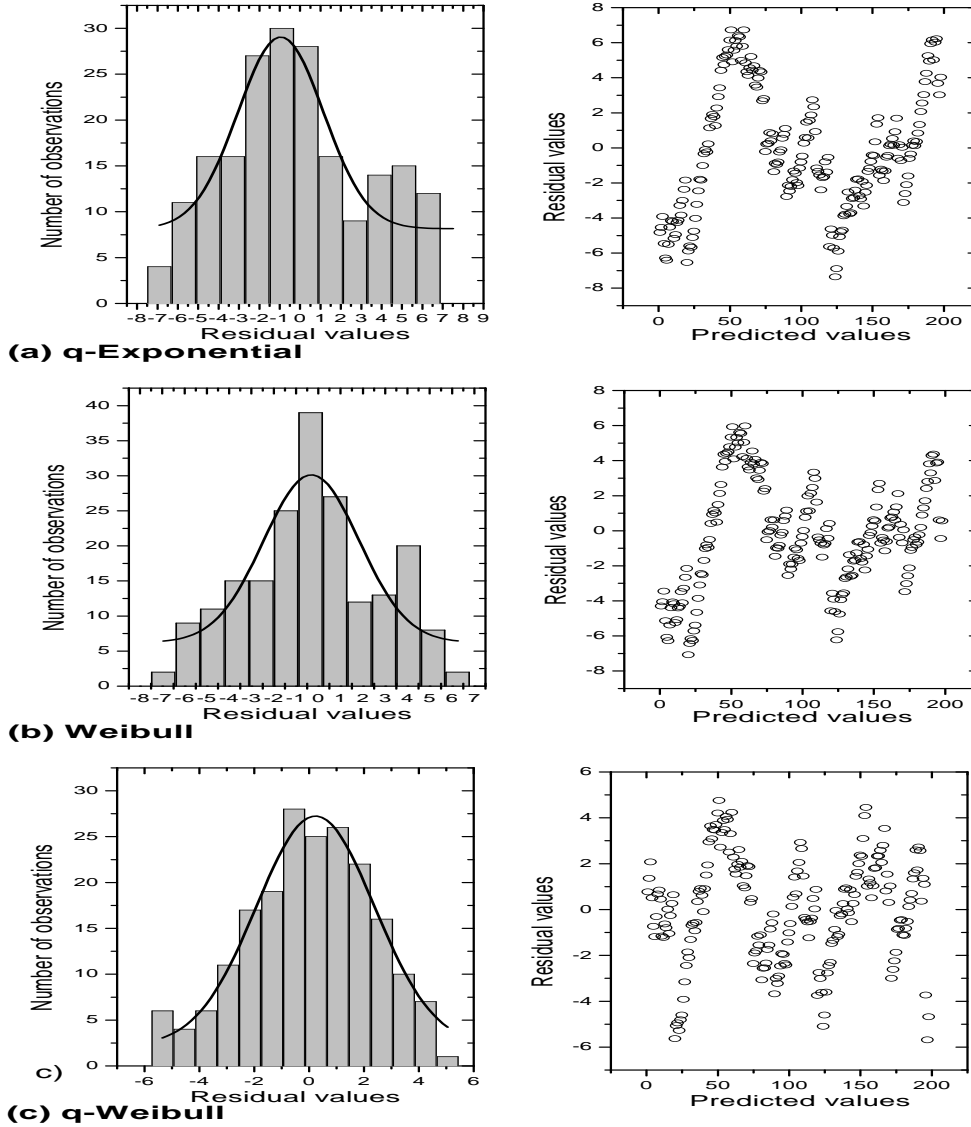 30
25
20
15
10
5
0
Number of observations
-8 -7 -6 -5 -4 -3 -2 -1 0 1 2 3 4 5 6 7 8 9
Residual values
8
6
4
2
0
-2
-4
-6
-8
Residual values
0 50 100 150 200
Predicted values
(a) q-Exponential
40
35
30
25
20
15
10
5
0
Number of observations
-8 -7 -6 -5 -4 -3 -2 -1 0 1 2 3 4 5 6 7
Residual values
8
6
4
2
0
-2
-4
-6
-8
Residual values
0 50 100 150 200
Predicted values
(b) Weibull
30
25
20
15
10
5
0
Number of observations
c)
-6 -4 -2 0 2 4 6
Residual values
6
4
2
0
-2
-4
-6
Residual values
0 50 100 150 200
Predicted values
(c) q-Weibull